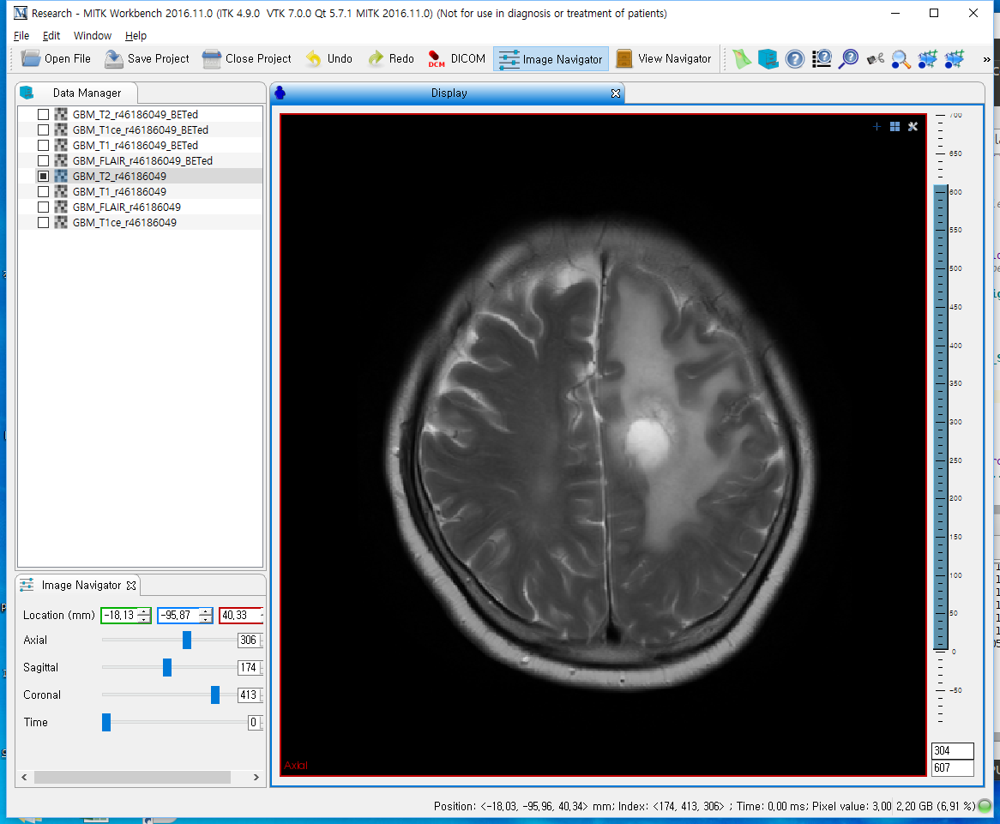 Research - MITK Workbench 2016.11.0 (ITK 4.9.0 VTK 7.0.0 Qt 5.7.1 MITK 2016.11.0) (Not for use in diagnosis or treatment of patients)
File Edit Window Help
Open File Save Project Close Project Undo Redo DCM DICOM Image Navigator View Navigator »
Data Manager
Display
GBM_T2_r46186049_BETed
GBM_T1ce_r46186049_BETed
GBM_T1_r46186049_BETed
GBM_FLAIR_r46186049_BETed
GBM_T2_r46186049
GBM_T1_r46186049
GBM_FLAIR_r46186049
GBM_T1ce_r46186049
700
650
600
550
500
450
400
350
300
250
200
150
100
50
0
-50
304
607
Axial
Image Navigator
Location (mm) -18,13 -95,87 40,33
Axial 306
Sagittal 174
Coronal 413
Time 0
Position: <-18,03, -95,96, 40,34> mm; Index: <174, 413, 306> ; Time: 0,00 ms; Pixel value: 3,00 2,20 GB (6,91 %)